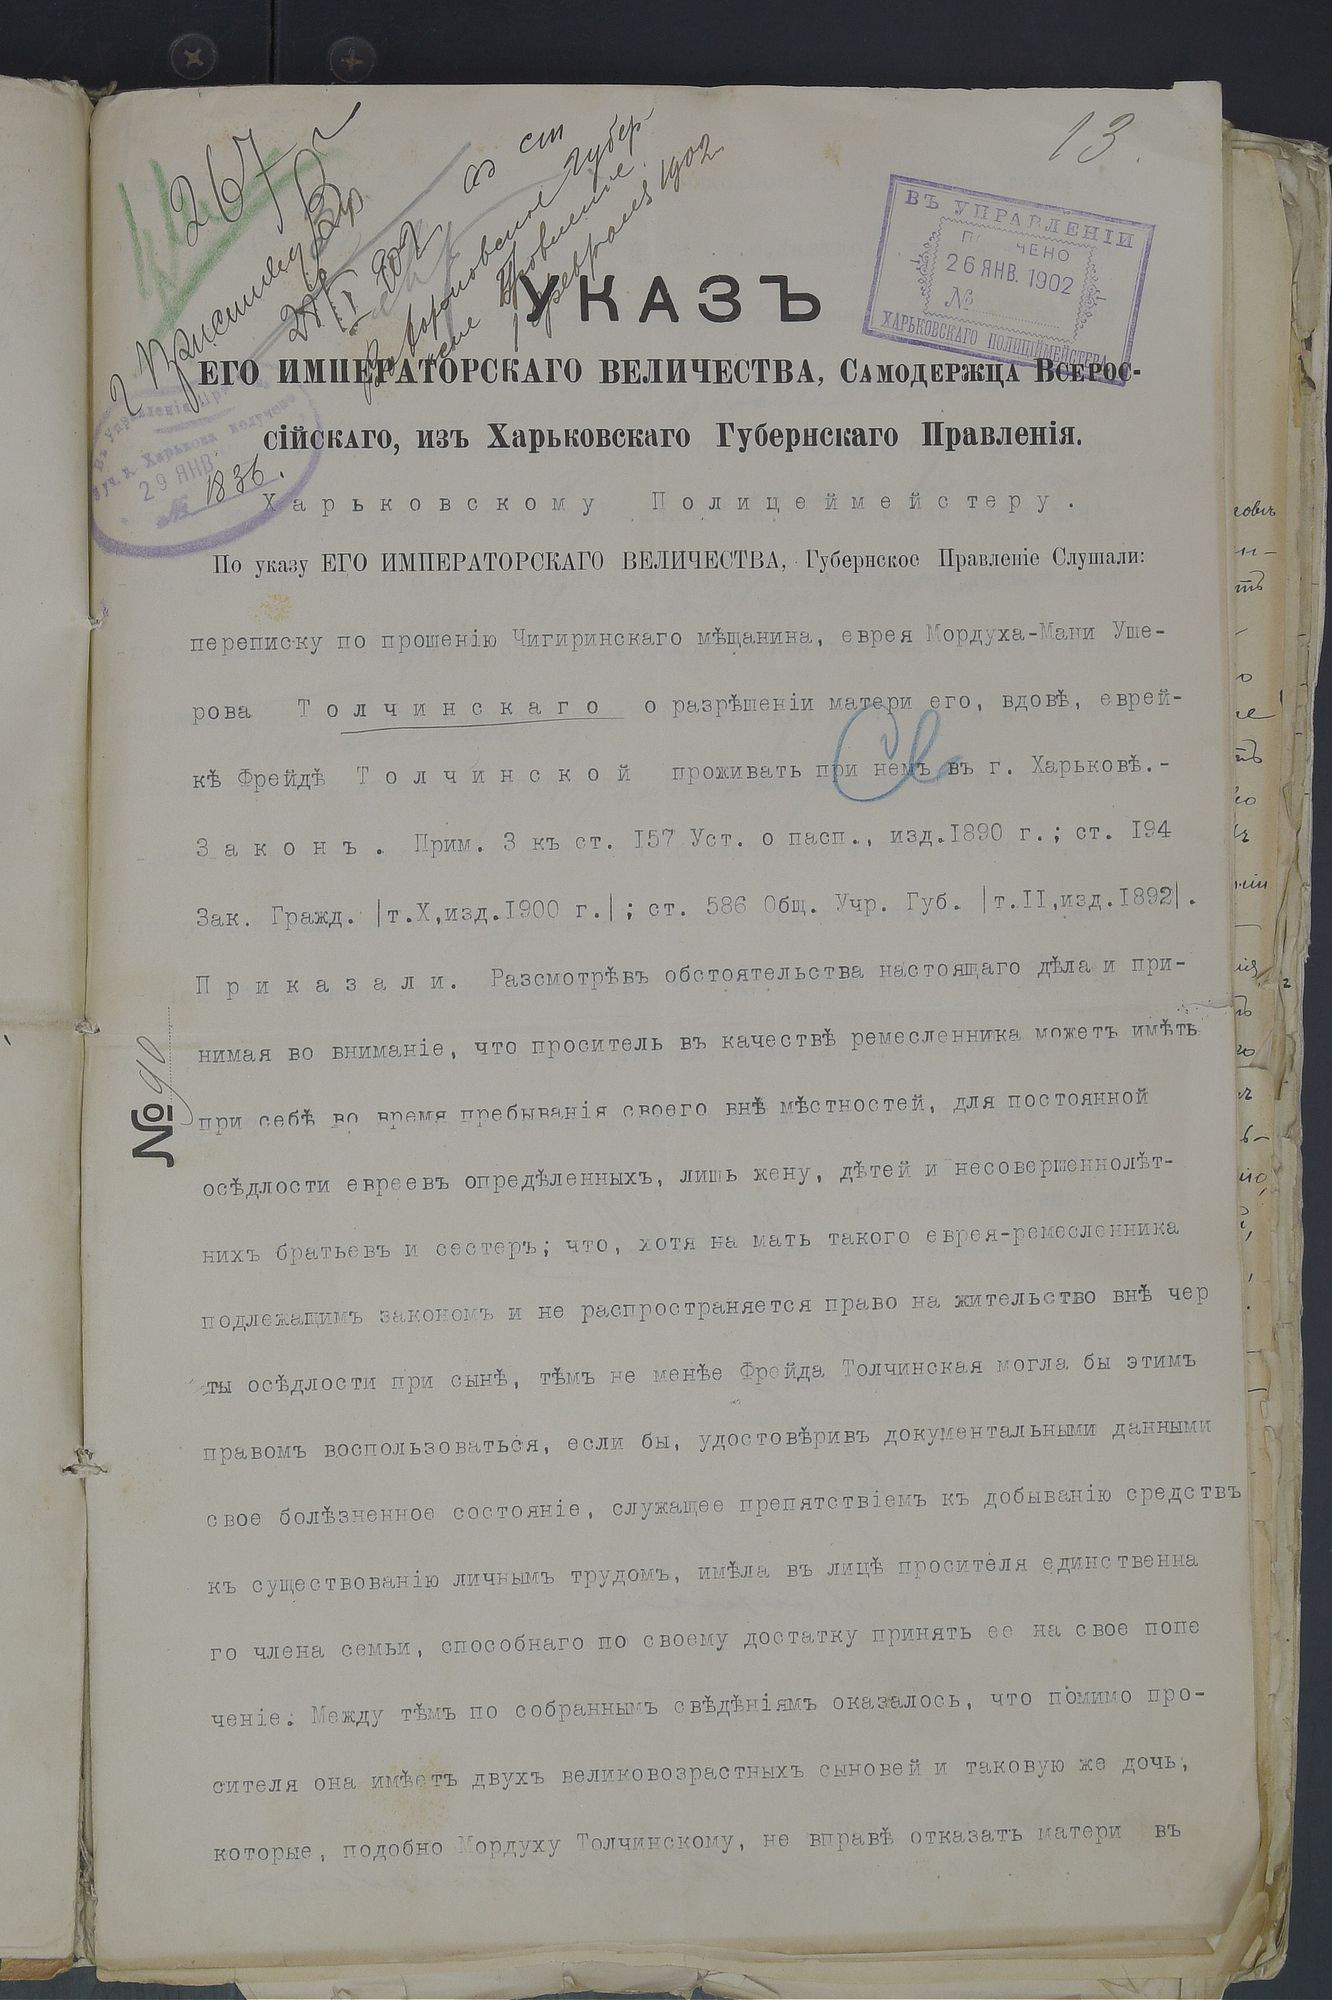 13.
267
ВЪ УПРАВЛЕНІИ
26 ЯНВ. 1902
№
ХАРЬКОВСКАГО ПОЛИЦІЙМЕЙСТЕРА
февраля 1902
УКАЗЪ
ЕГО ИМПЕРАТОРСКАГО ВЕЛИЧЕСТВА, Самодержца Всерос-
сійскаго, изъ Харьковскаго Губернскаго Правленія.
29 ЯНВ.
№ 1836.
Харьковскому Полицеймейстеру.
По указу ЕГО ИМПЕРАТОРСКАГО ВЕЛИЧЕСТВА, Губернское Правленіе Слушали:
переписку по прошенію Чигиринскаго мѣщанина, еврея Мордуха-Мани Уше-
рова Толчинскаго о разрѣшеніи матери его, вдовѣ, еврей-
кѣ Фрейдѣ Толчинской проживать при немъ въ г. Харьковѣ.-
Законъ. Прим. 3 къ ст. 157 Уст. о пасп., изд.1890 г.; ст. 194
Зак. Гражд. |т.X,изд.1900 г.|; ст. 586 Общ. Учр. Губ. |т.II,изд.1892|.
Приказали. Разсмотрѣвъ обстоятельства настоящаго дѣла и при-
нимая во вниманіе, что проситель въ качествѣ ремесленника можетъ имѣть
при себѣ во время пребыванія своего внѣ мѣстностей, для постоянной
осѣдлости евреевъ опредѣленныхъ, лишь жену, дѣтей и несовершеннолѣт-
нихъ братьевъ и сестеръ; что, хотя на мать такого еврея-ремесленника
подлежащимъ закономъ и не распространяется право на жительство внѣ чер
ты осѣдлости при сынѣ, тѣмъ не менѣе Фрейда Толчинская могла бы этимъ
правомъ воспользоваться, если бы, удостовѣривъ документальными данными
свое болѣзненное состояніе, служащее препятствіемъ къ добыванію средствъ
къ существованію личнымъ трудомъ, имѣла въ лицѣ просителя единственна
го члена семьи, способнаго по своему достатку принять ее на свое попе
ченіе. Между тѣмъ по собраннымъ свѣдѣніямъ оказалось, что помимо про-
сителя она имѣетъ двухъ великовозрастныхъ сыновей и таковую же дочь,
которые, подобно Мордуху Толчинскому, не вправѣ отказать матери въ
№ 90